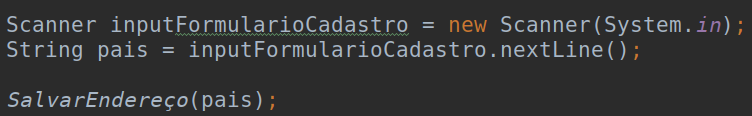 Scanner inputFormularioCadastro = new Scanner(System.in);
String pais = inputFormularioCadastro.nextLine();
SalvarEndereço(pais);